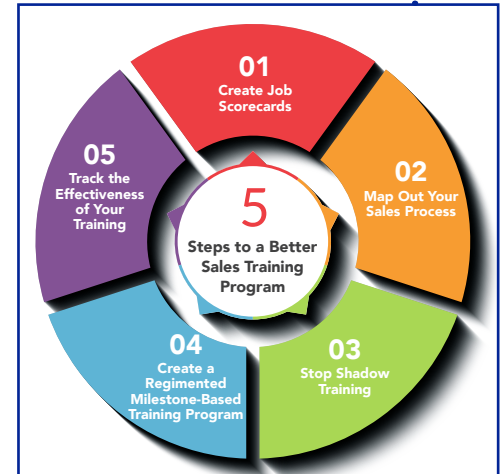 01
Create Job
Scorecards
02
Map Out Your
Sales Process
03
Stop Shadow
Training
04
Create a
Regimented
Milestone-Based
Training Program
05
Track the
Effectiveness
of Your
Training
5
Steps to a Better
Sales Training
Program